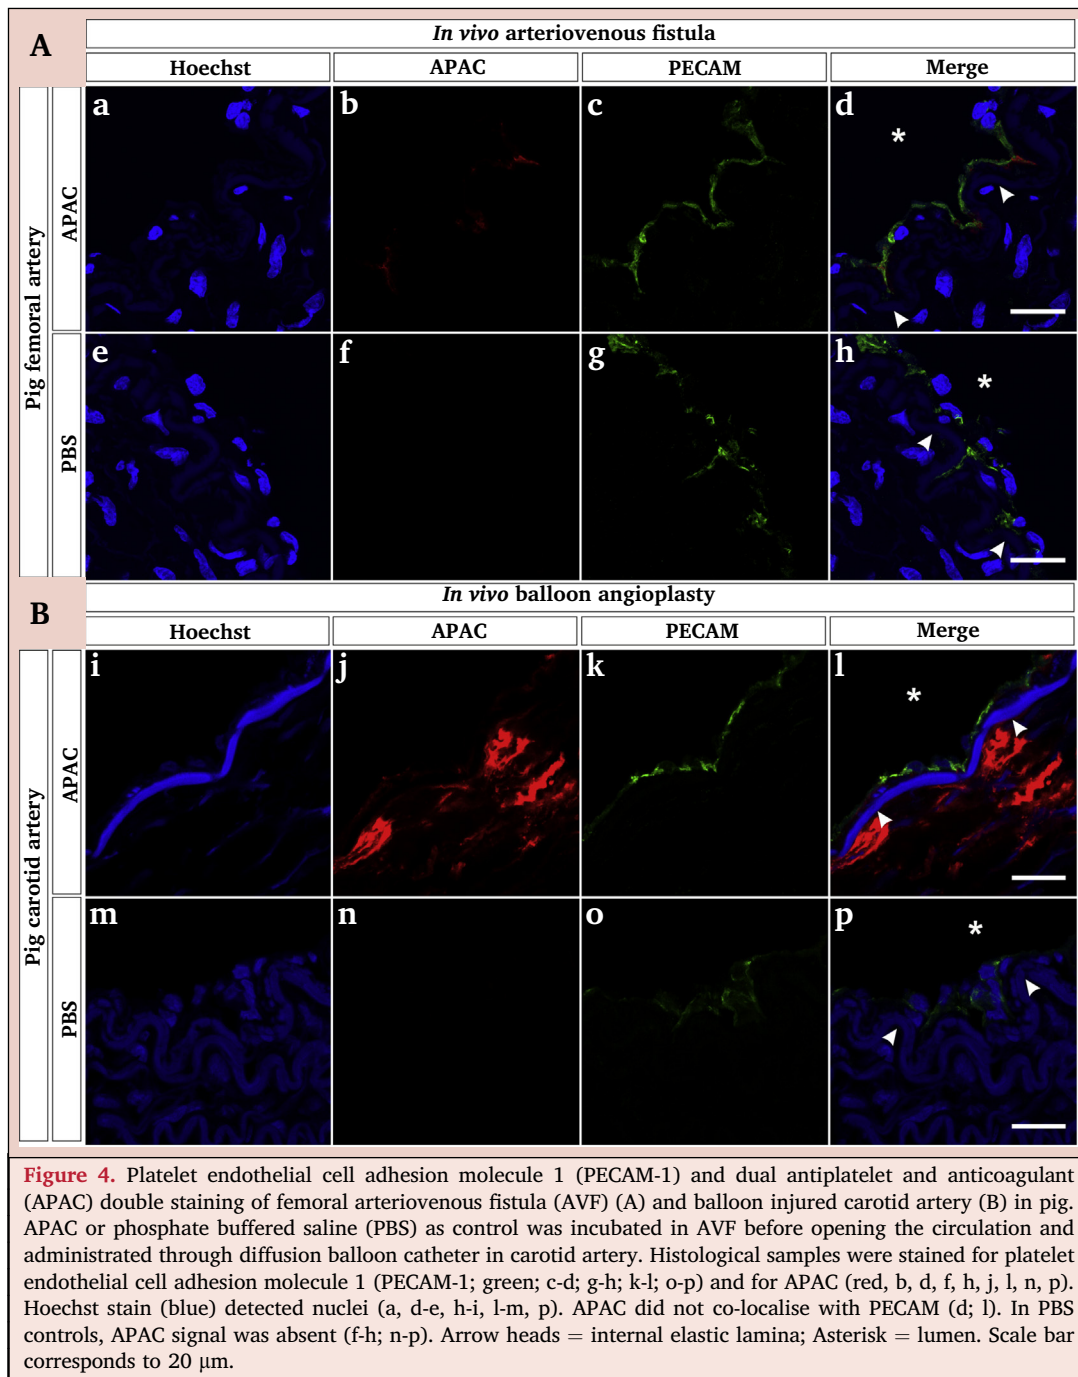 A
In vivo arteriovenous fistula
Hoechst
APAC
PECAM
Merge
Pig femoral artery
APAC
a
b
c
d
*
PBS
e
f
g
h
*
B
In vivo balloon angioplasty
Hoechst
APAC
PECAM
Merge
Pig carotid artery
APAC
i
j
k
l
*
PBS
m
n
o
p
*
Figure 4. Platelet endothelial cell adhesion molecule 1 (PECAM-1) and dual antiplatelet and anticoagulant
(APAC) double staining of femoral arteriovenous fistula (AVF) (A) and balloon injured carotid artery (B) in pig.
APAC or phosphate buffered saline (PBS) as control was incubated in AVF before opening the circulation and
administrated through diffusion balloon catheter in carotid artery. Histological samples were stained for platelet
endothelial cell adhesion molecule 1 (PECAM-1; green; c-d; g-h; k-l; o-p) and for APAC (red, b, d, f, h, j, l, n, p).
Hoechst stain (blue) detected nuclei (a, d-e, h-i, l-m, p). APAC did not co-localise with PECAM (d; l). In PBS
controls, APAC signal was absent (f-h; n-p). Arrow heads = internal elastic lamina; Asterisk = lumen. Scale bar
corresponds to 20 μm.